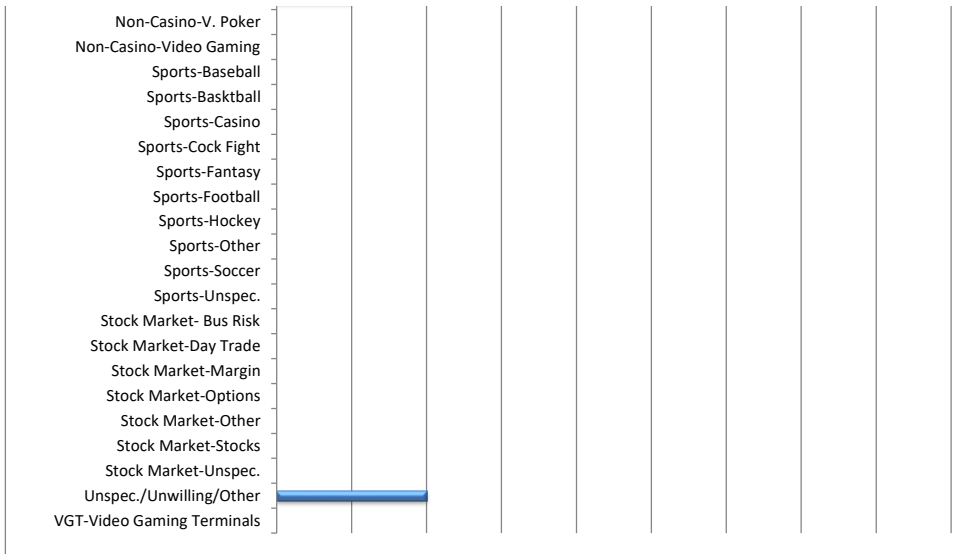 Non-Casino-V. Poker
Non-Casino-Video Gaming
Sports-Baseball
Sports-Basktball
Sports-Casino
Sports-Cock Fight
Sports-Fantasy
Sports-Football
Sports-Hockey
Sports-Other
Sports-Soccer
Sports-Unspec.
Stock Market- Bus Risk
Stock Market-Day Trade
Stock Market-Margin
Stock Market-Options
Stock Market-Other
Stock Market-Stocks
Stock Market-Unspec.
Unspec./Unwilling/Other
VGT-Video Gaming Terminals